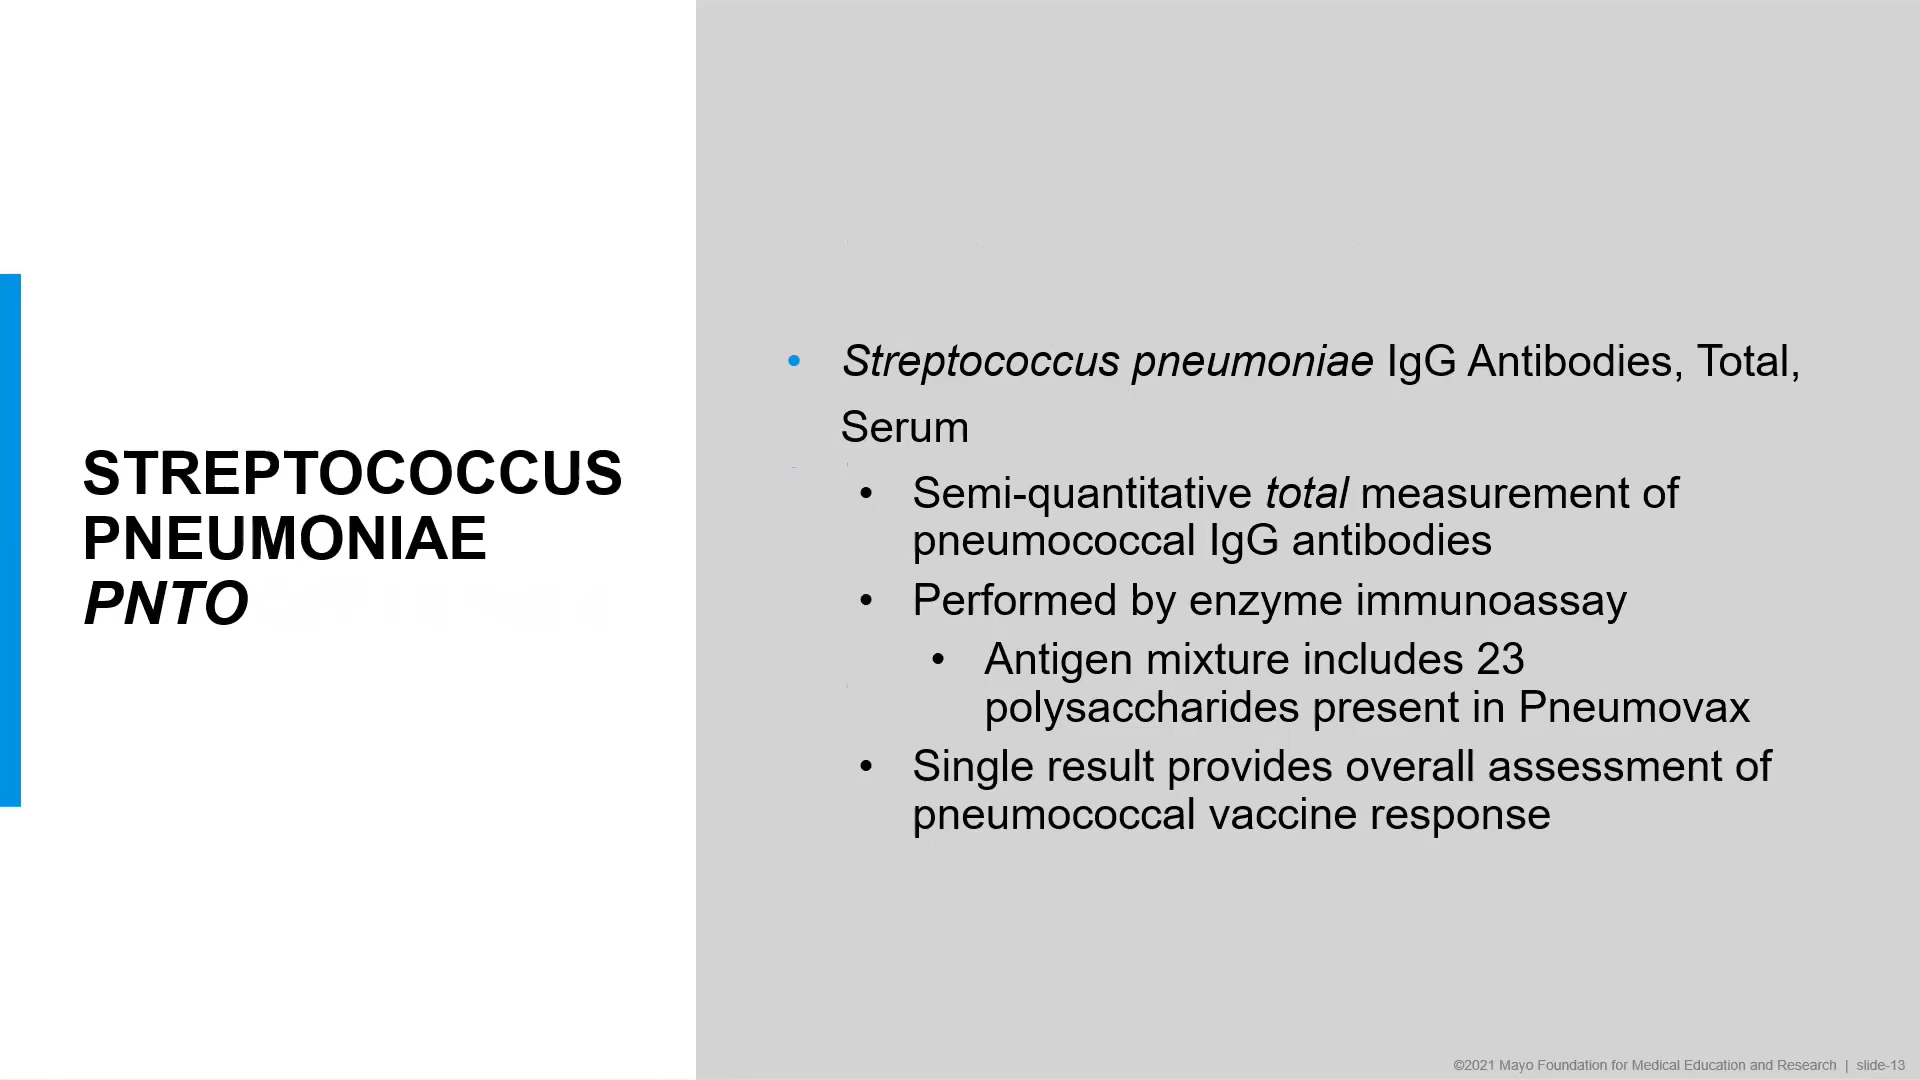 STREPTOCOCCUS
PNEUMONIAE
PNTO
• Streptococcus pneumoniae IgG Antibodies, Total,
Serum
• Semi-quantitative total measurement of
pneumococcal IgG antibodies
• Performed by enzyme immunoassay
• Antigen mixture includes 23
polysaccharides present in Pneumovax
• Single result provides overall assessment of
pneumococcal vaccine response
©2021 Mayo Foundation for Medical Education and Research | slide-13